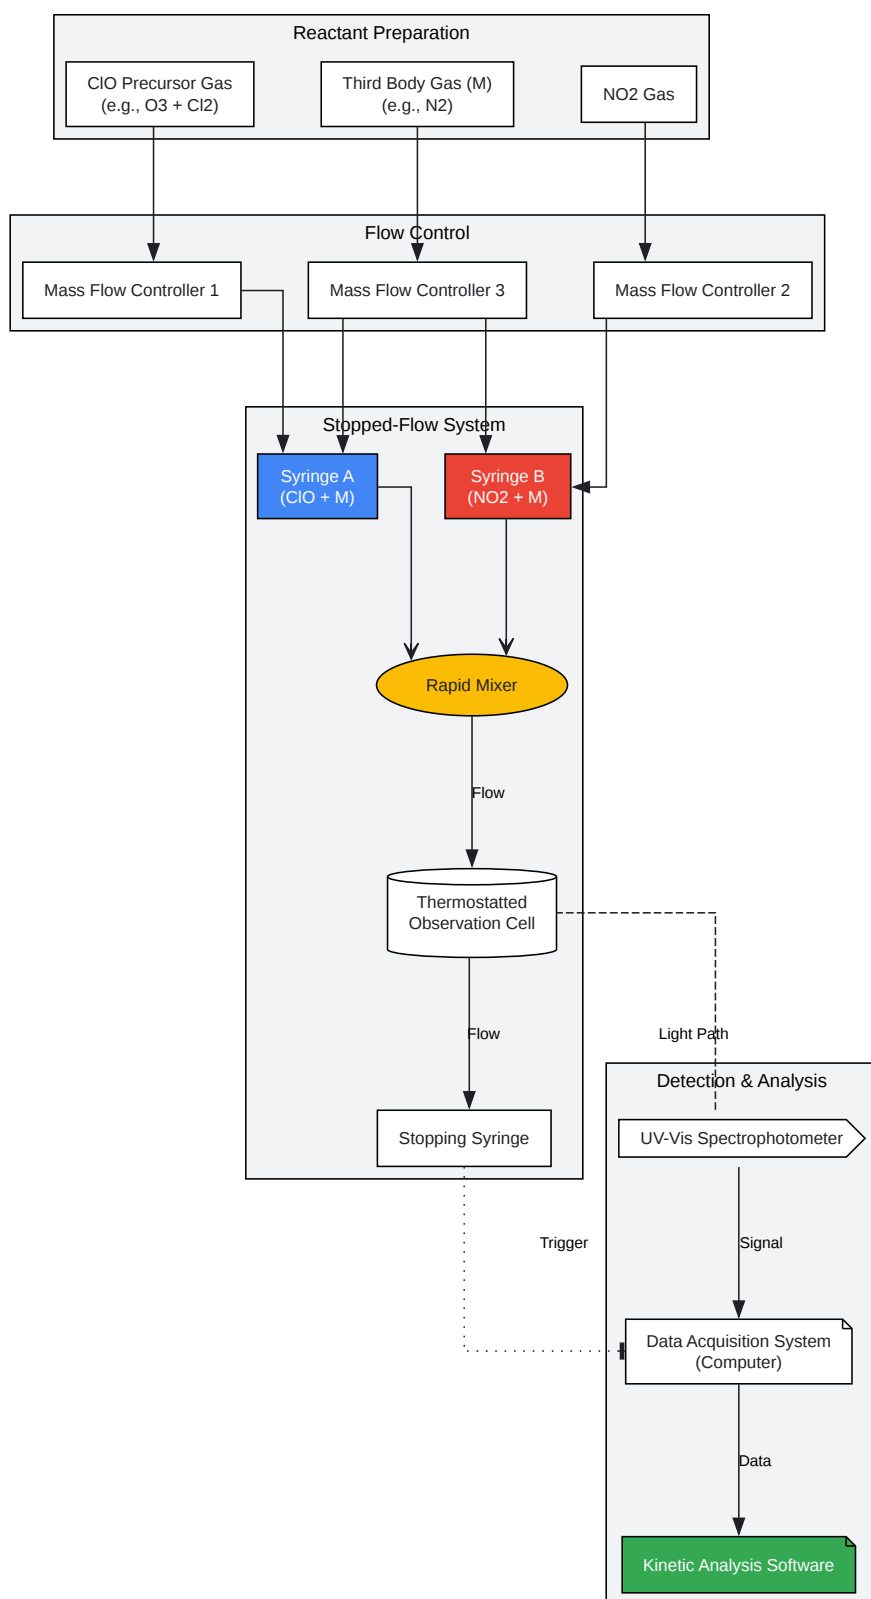 Reactant Preparation
ClO Precursor Gas
(e.g., O3 + Cl2)
Third Body Gas (M)
(e.g., N2)
NO2 Gas
Flow Control
Mass Flow Controller 1
Mass Flow Controller 3
Mass Flow Controller 2
Stopped-Flow System
Syringe A
(ClO + M)
Syringe B
(NO2 + M)
Rapid Mixer
Flow
Thermostatted
Observation Cell
Flow
Light Path
Detection & Analysis
Stopping Syringe
UV-Vis Spectrophotometer
Trigger
Signal
Data Acquisition System
(Computer)
Data
Kinetic Analysis Software